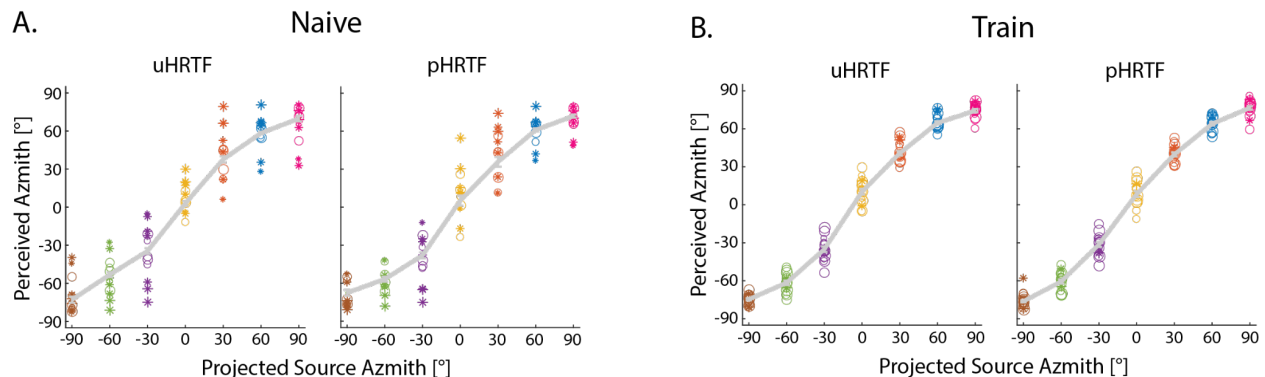 A.
Naive
uHRTF
pHRTF
Perceived Azmith [°]
90
60
30
0
-30
-60
-90
-90 -60 -30 0 30 60 90
-90 -60 -30 0 30 60 90
Projected Source Azmith [°]
B.
Train
uHRTF
pHRTF
Perceived Azmith [°]
90
60
30
0
-30
-60
-90
-90 -60 -30 0 30 60 90
-90 -60 -30 0 30 60 90
Projected Source Azmith [°]